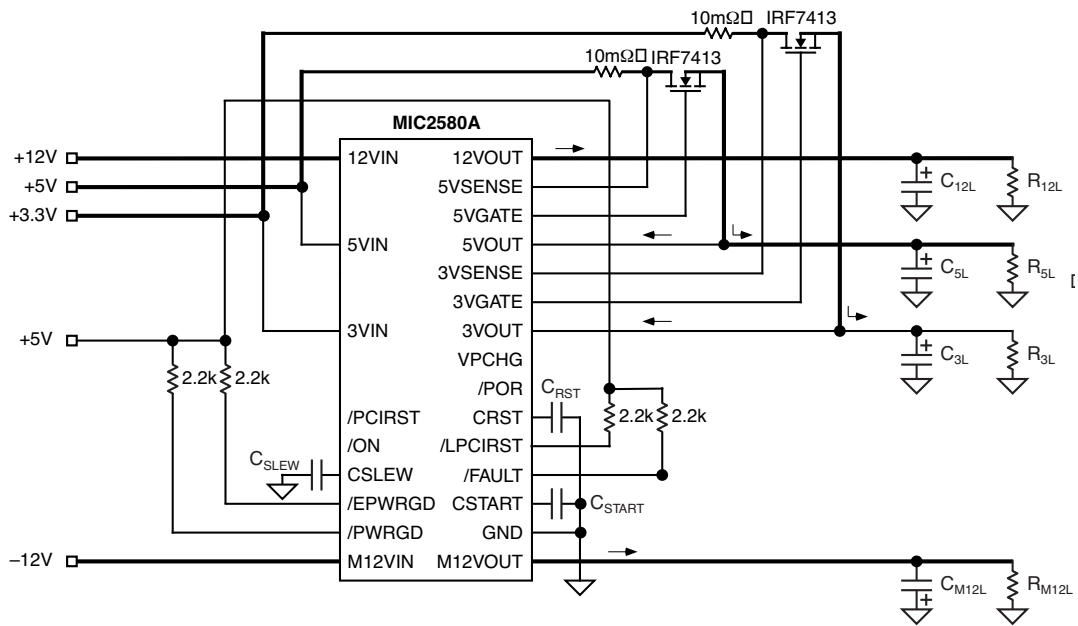 10mΩ□ IRF7413
10mΩ□ IRF7413
MIC2580A
+12V 12VIN 12VOUT C12L R12L
+5V 5VSENSE
+3.3V 5VGATE
5VIN 5VOUT C5L R5L □
3VSENSE
3VGATE
3VIN 3VOUT C3L R3L
+5V
VPCHG
2.2k 2.2k /POR
CRST
/PCIRST CRST 2.2k 2.2k
/ON /LPCIRST
CSLEW CSLEW /FAULT
/EPWRGD CSTART CSTART
/PWRGD GND
–12V M12VIN M12VOUT CM12L RM12L
+
+
+
+